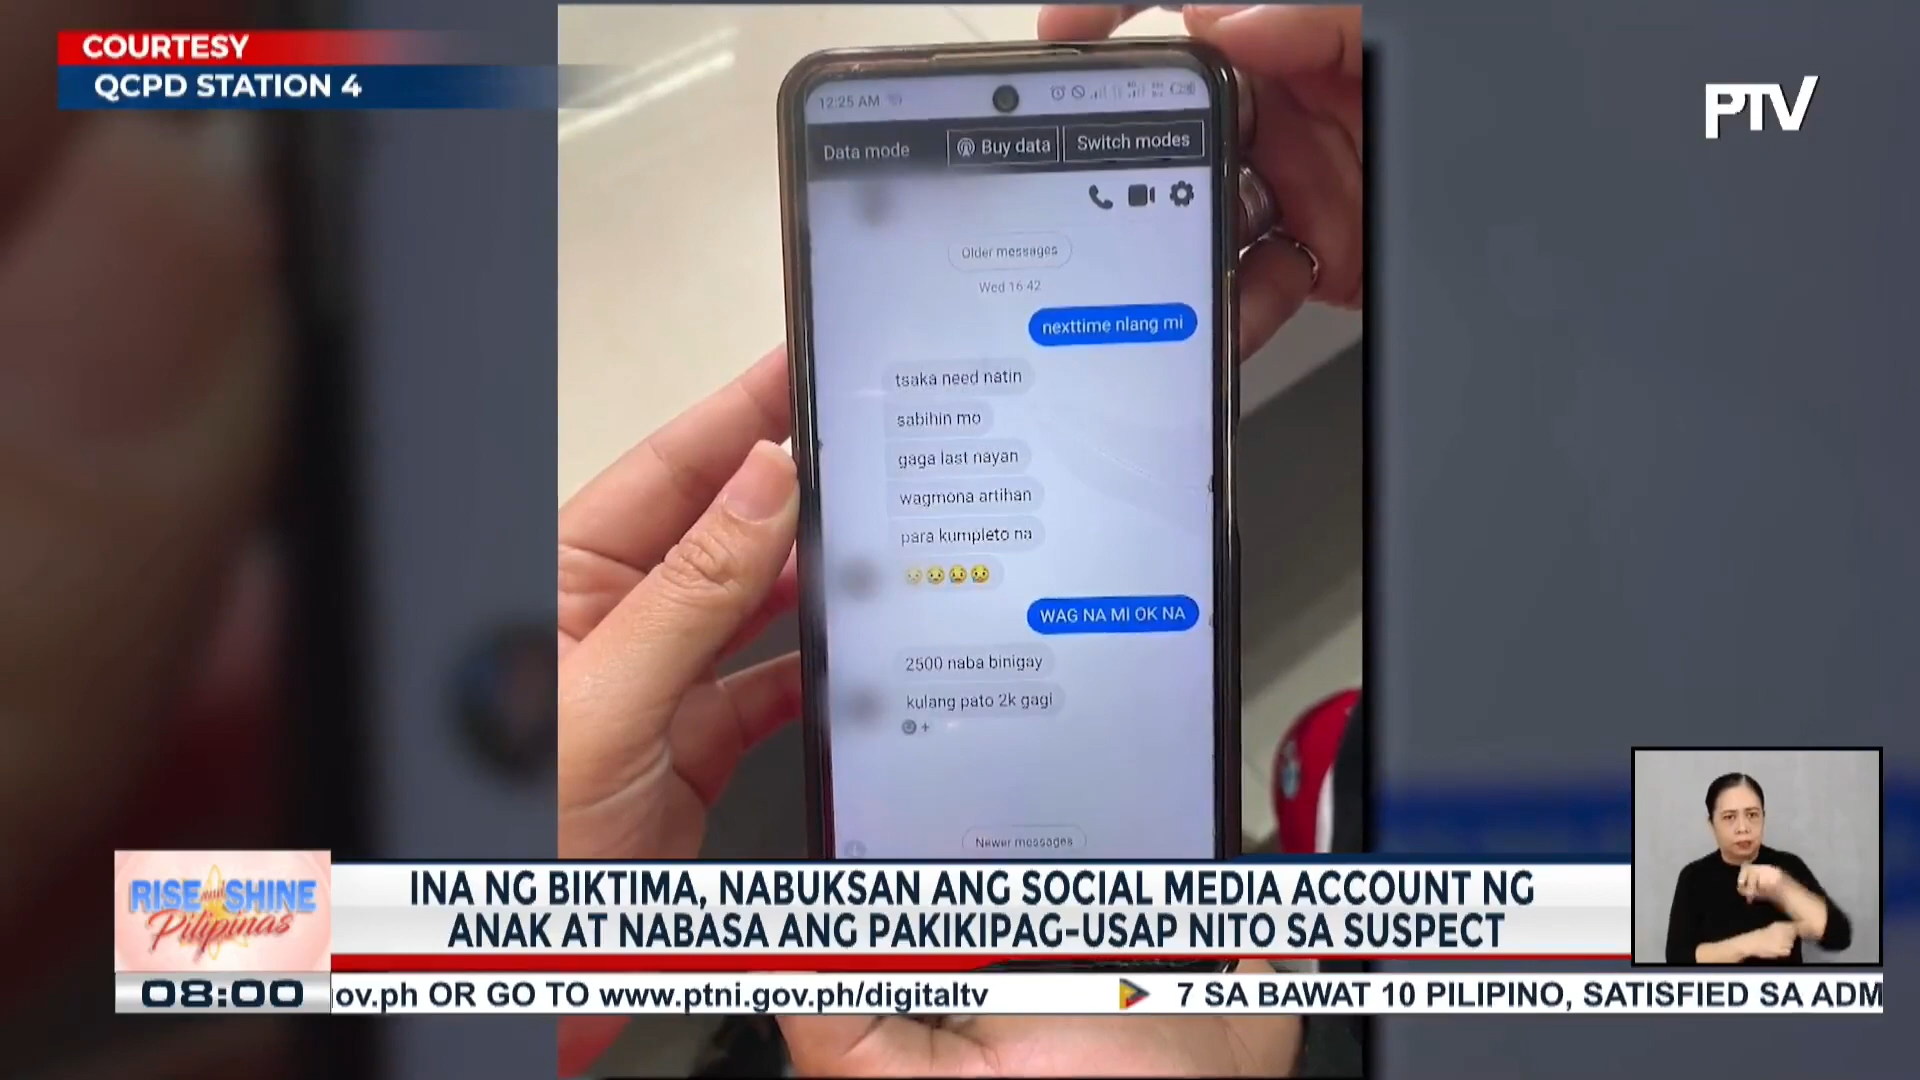 COURTESY
QCPD STATION 4
PTV
12:25 AM
Data mode
Buy data
Switch modes
Older messages
Wed 16:42
nexttime nlang mi
tsaka need natin
sabihin mo
gaga last nayan
wagmona artihan
para kumpleto na
WAG NA MI OK NA
2500 naba binigay
kulang pato 2k gagi
Newer messages
RISE and SHINE
Pilipinas
INA NG BIKTIMA, NABUKSAN ANG SOCIAL MEDIA ACCOUNT NG
ANAK AT NABASA ANG PAKIKIPAG-USAP NITO SA SUSPECT
08:00
ov.ph OR GO TO www.ptni.gov.ph/digitaltv
7 SA BAWAT 10 PILIPINO, SATISFIED SA ADM